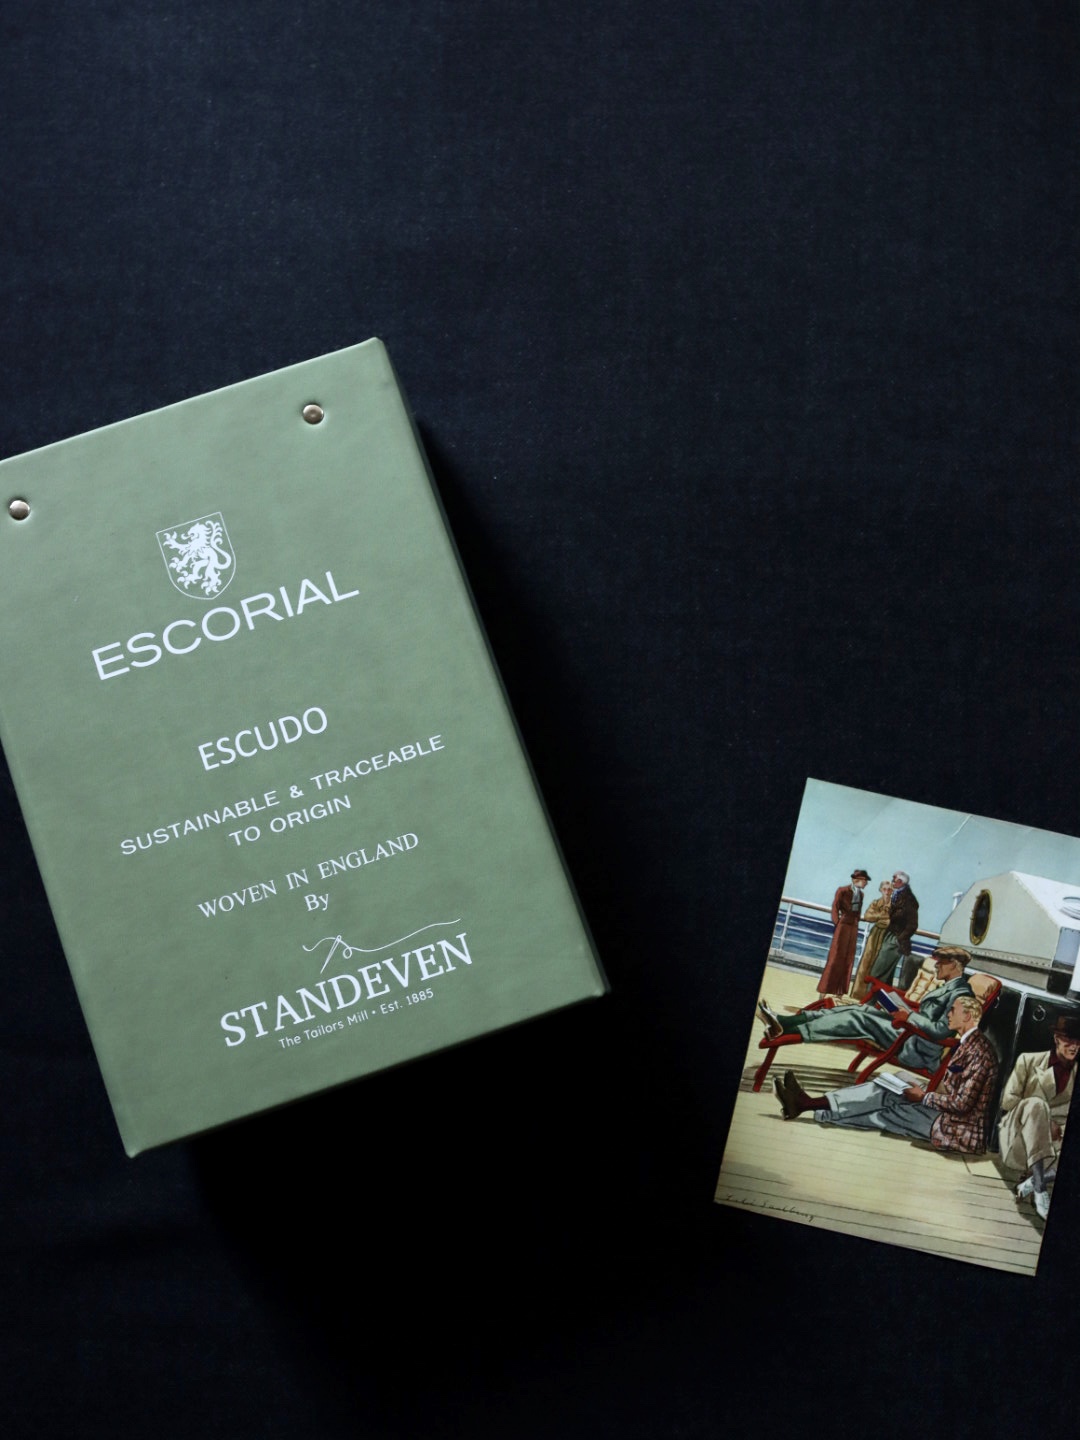 ESCORIAL
ESCUDO
SUSTAINABLE & TRACEABLE
TO ORIGIN
WOVEN IN ENGLAND
By
STANDEVEN
The Tailors Mill • Est. 1885